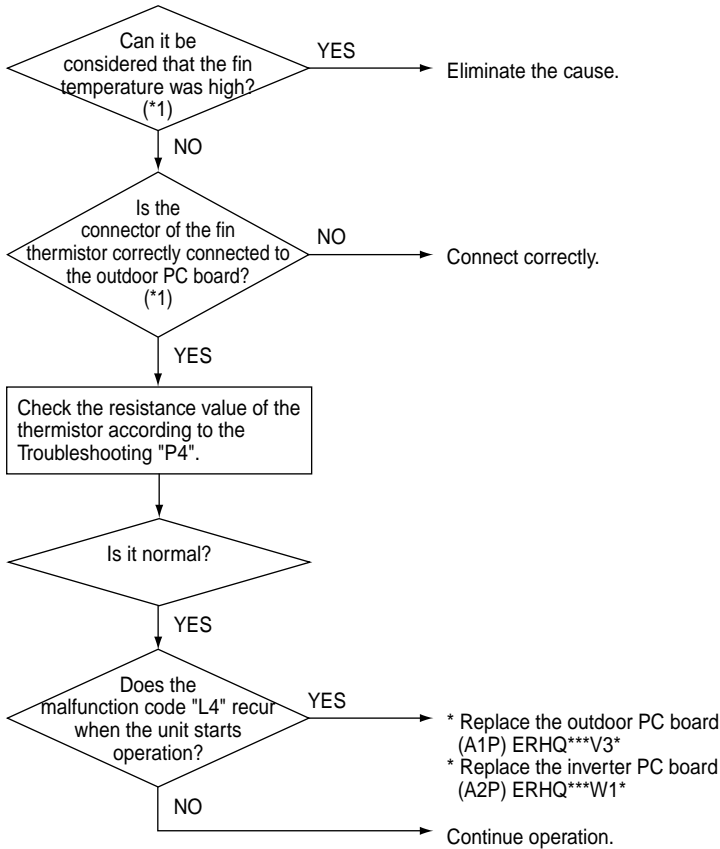 Can it be
considered that the fin
temperature was high?
(*1)
YES
Eliminate the cause.
NO
Is the
connector of the fin
thermistor correctly connected to
the outdoor PC board?
(*1)
NO
Connect correctly.
YES
Check the resistance value of the
thermistor according to the
Troubleshooting "P4".
Is it normal?
YES
Does the
malfunction code "L4" recur
when the unit starts
operation?
YES
* Replace the outdoor PC board
(A1P) ERHQ***V3*
* Replace the inverter PC board
(A2P) ERHQ***W1*
NO
Continue operation.